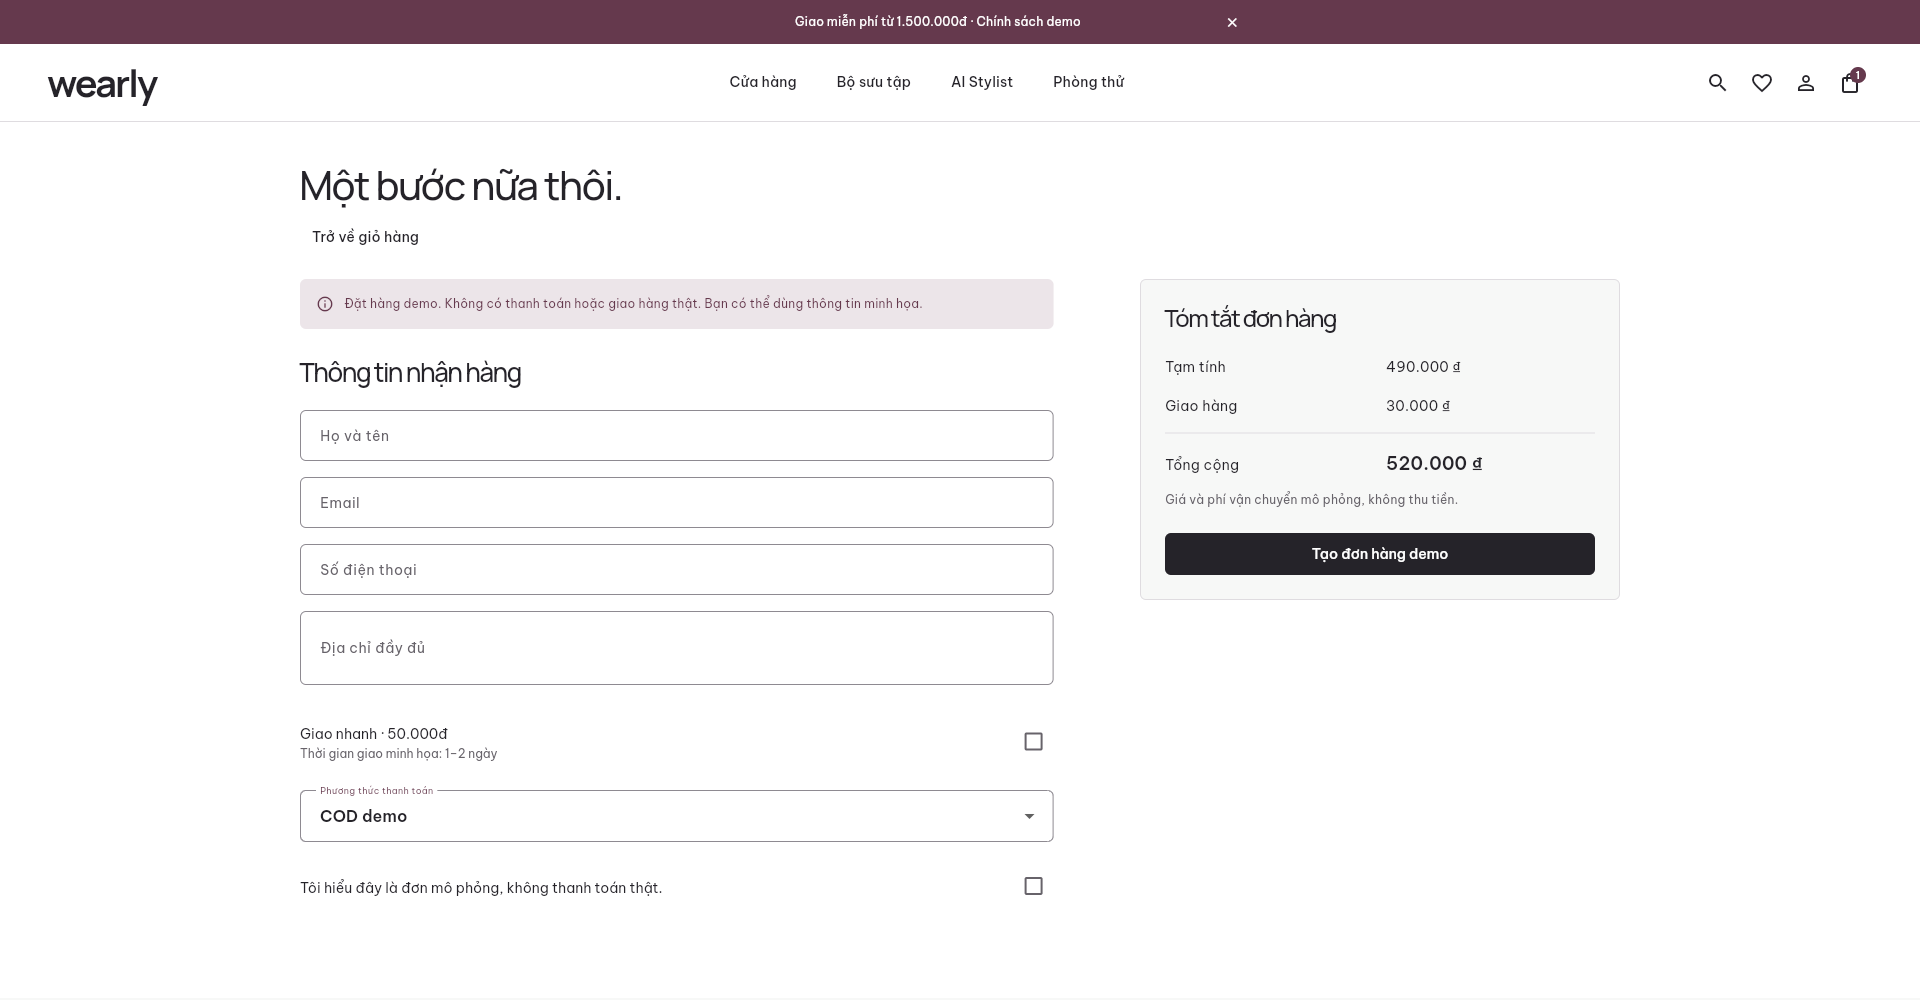 Giao miễn phí từ 1.500.000đ · Chính sách demo
wearly
Cửa hàng
Bộ sưu tập
AI Stylist
Phòng thử
1
Một bước nữa thôi.
Trở về giỏ hàng
Đặt hàng demo. Không có thanh toán hoặc giao hàng thật. Bạn có thể dùng thông tin minh họa.
Thông tin nhận hàng
Họ và tên
Email
Số điện thoại
Địa chỉ đầy đủ
Giao nhanh · 50.000đ
Thời gian giao minh họa: 1–2 ngày
Phương thức thanh toán
COD demo
Tôi hiểu đây là đơn mô phỏng, không thanh toán thật.
Tóm tắt đơn hàng
Tạm tính 490.000 ₫
Giao hàng 30.000 ₫
Tổng cộng 520.000 ₫
Giá và phí vận chuyển mô phỏng, không thu tiền.
Tạo đơn hàng demo